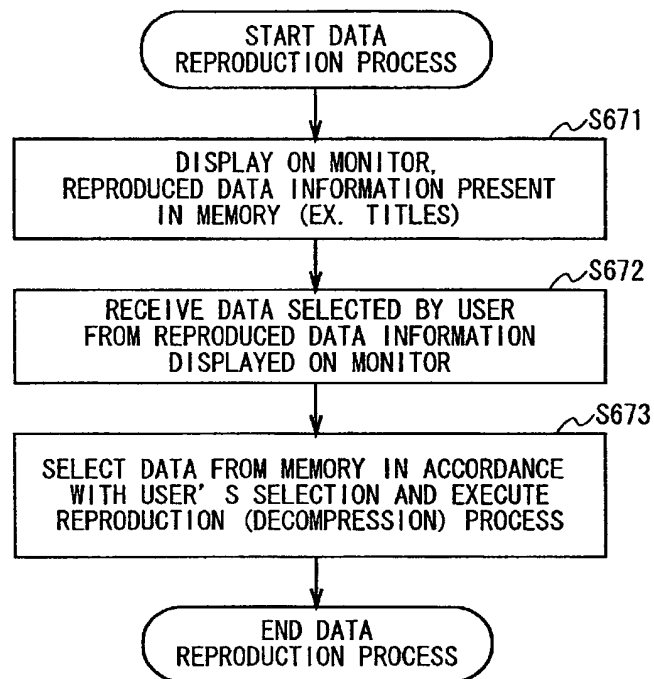 START DATA
REPRODUCTION PROCESS
S671
DISPLAY ON MONITOR,
REPRODUCED DATA INFORMATION PRESENT
IN MEMORY (EX. TITLES)
S672
RECEIVE DATA SELECTED BY USER
FROM REPRODUCED DATA INFORMATION
DISPLAYED ON MONITOR
S673
SELECT DATA FROM MEMORY IN ACCORDANCE
WITH USER'S SELECTION AND EXECUTE
REPRODUCTION (DECOMPRESSION) PROCESS
END DATA
REPRODUCTION PROCESS